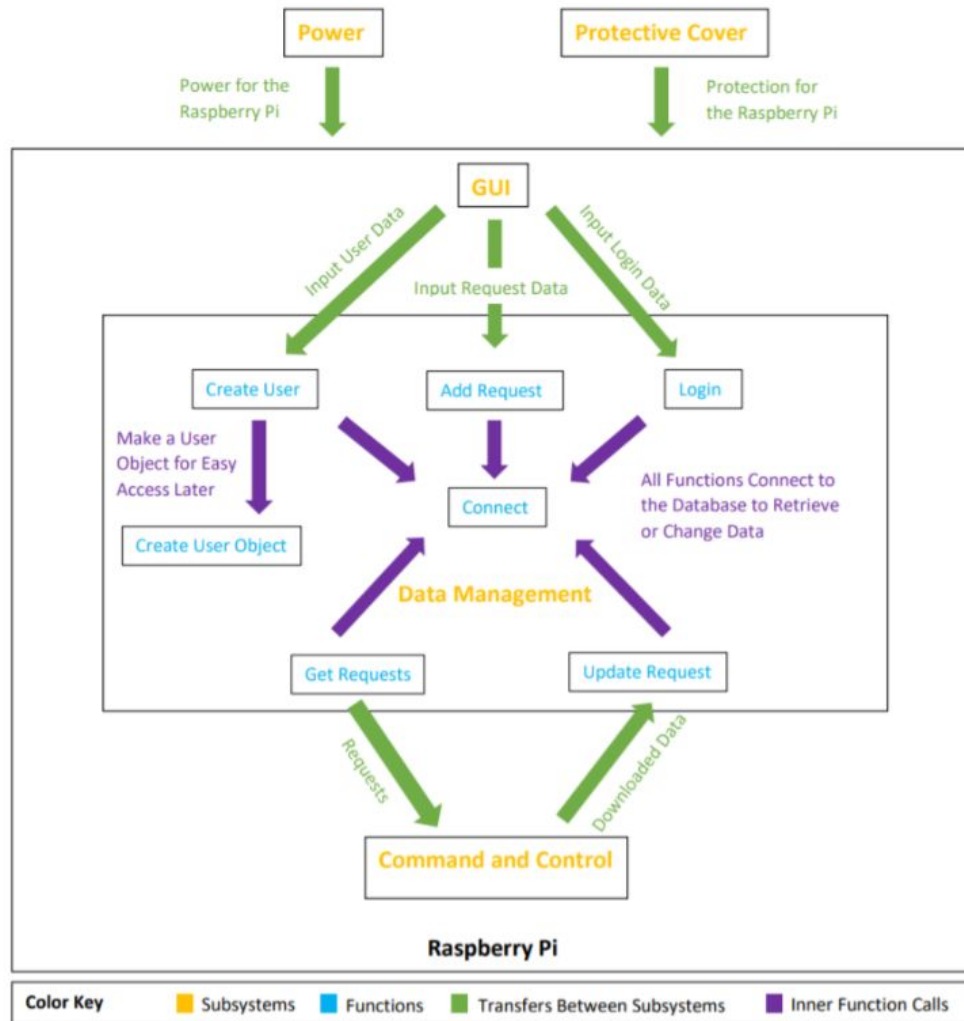 Power
Protective Cover
Power for the
Raspberry Pi
Protection for
the Raspberry Pi
GUI
Input User Data
Input Request Data
Input Login Data
Create User
Add Request
Login
Make a User
Object for Easy
Access Later
All Functions Connect to
the Database to Retrieve
or Change Data
Connect
Create User Object
Data Management
Get Requests
Update Request
Requests
Downloaded Data
Command and Control
Raspberry Pi
Color Key
Subsystems
Functions
Transfers Between Subsystems
Inner Function Calls